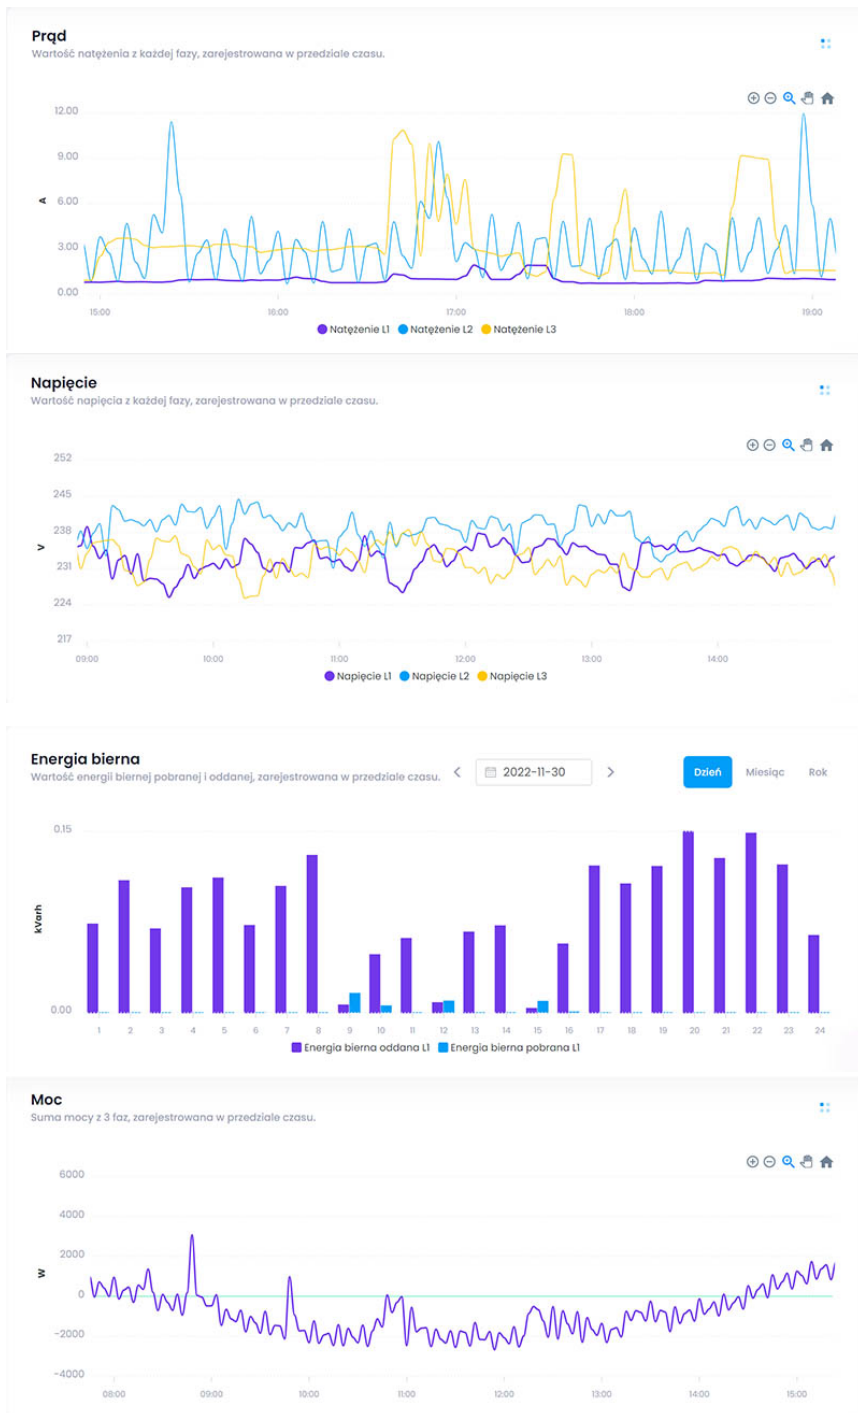 Prąd
Wartość natężenia z każdej fazy, zarejestrowana w przedziale czasu.
12.00
9.00
6.00
3.00
0.00
A
15:00 16:00 17:00 18:00 19:00
Natężenie L1 Natężenie L2 Natężenie L3
Napięcie
Wartość napięcia z każdej fazy, zarejestrowana w przedziale czasu.
252
245
238
231
224
217
V
09:00 10:00 11:00 12:00 13:00 14:00
Napięcie L1 Napięcie L2 Napięcie L3
Energia bierna
Wartość energii biernej pobranej i oddanej, zarejestrowana w przedziale czasu.
2022-11-30
Dzień Miesiąc Rok
0.15
0.00
kVarh
1 2 3 4 5 6 7 8 9 10 11 12 13 14 15 16 17 18 19 20 21 22 23 24
Energia bierna oddana L1 Energia bierna pobrana L1
Moc
Suma mocy z 3 faz, zarejestrowana w przedziale czasu.
6000
4000
2000
0
-2000
-4000
W
08:00 09:00 10:00 11:00 12:00 13:00 14:00 15:00